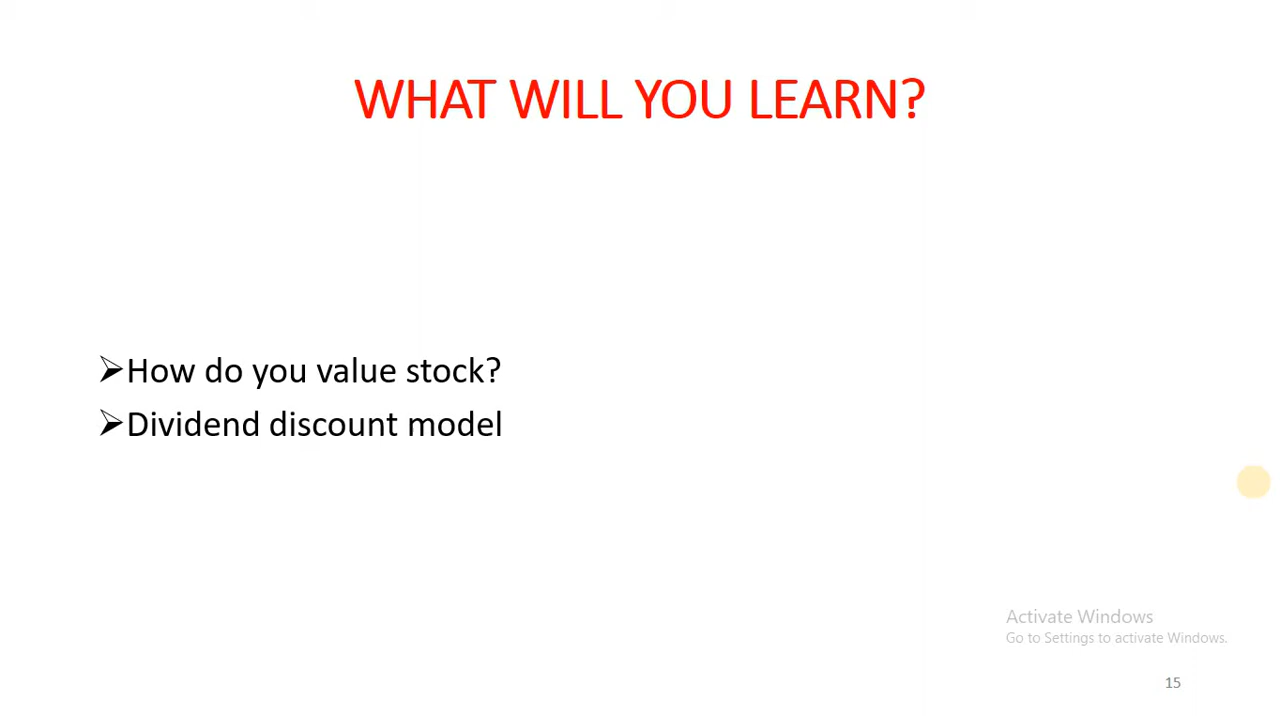 WHAT WILL YOU LEARN?
➢How do you value stock?
➢Dividend discount model
Activate Windows
Go to Settings to activate Windows.
15